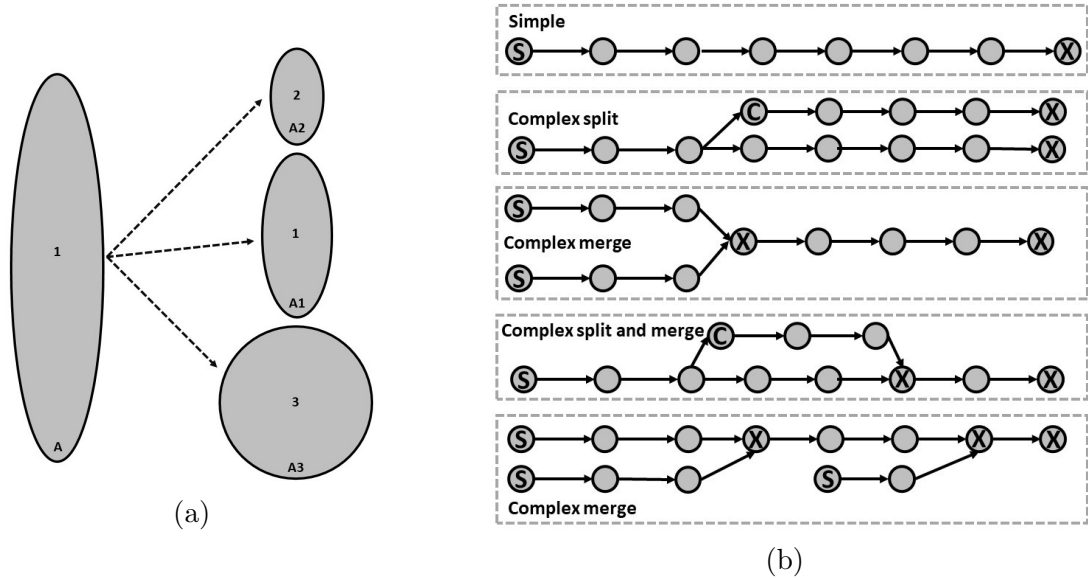 1
A
2
A2
1
A1
3
A3
(a)
Simple
S X
C X
Complex split
S X
S
X X
Complex merge
S
Complex split and merge C
S X X
S X X X
S S
Complex merge
(b)